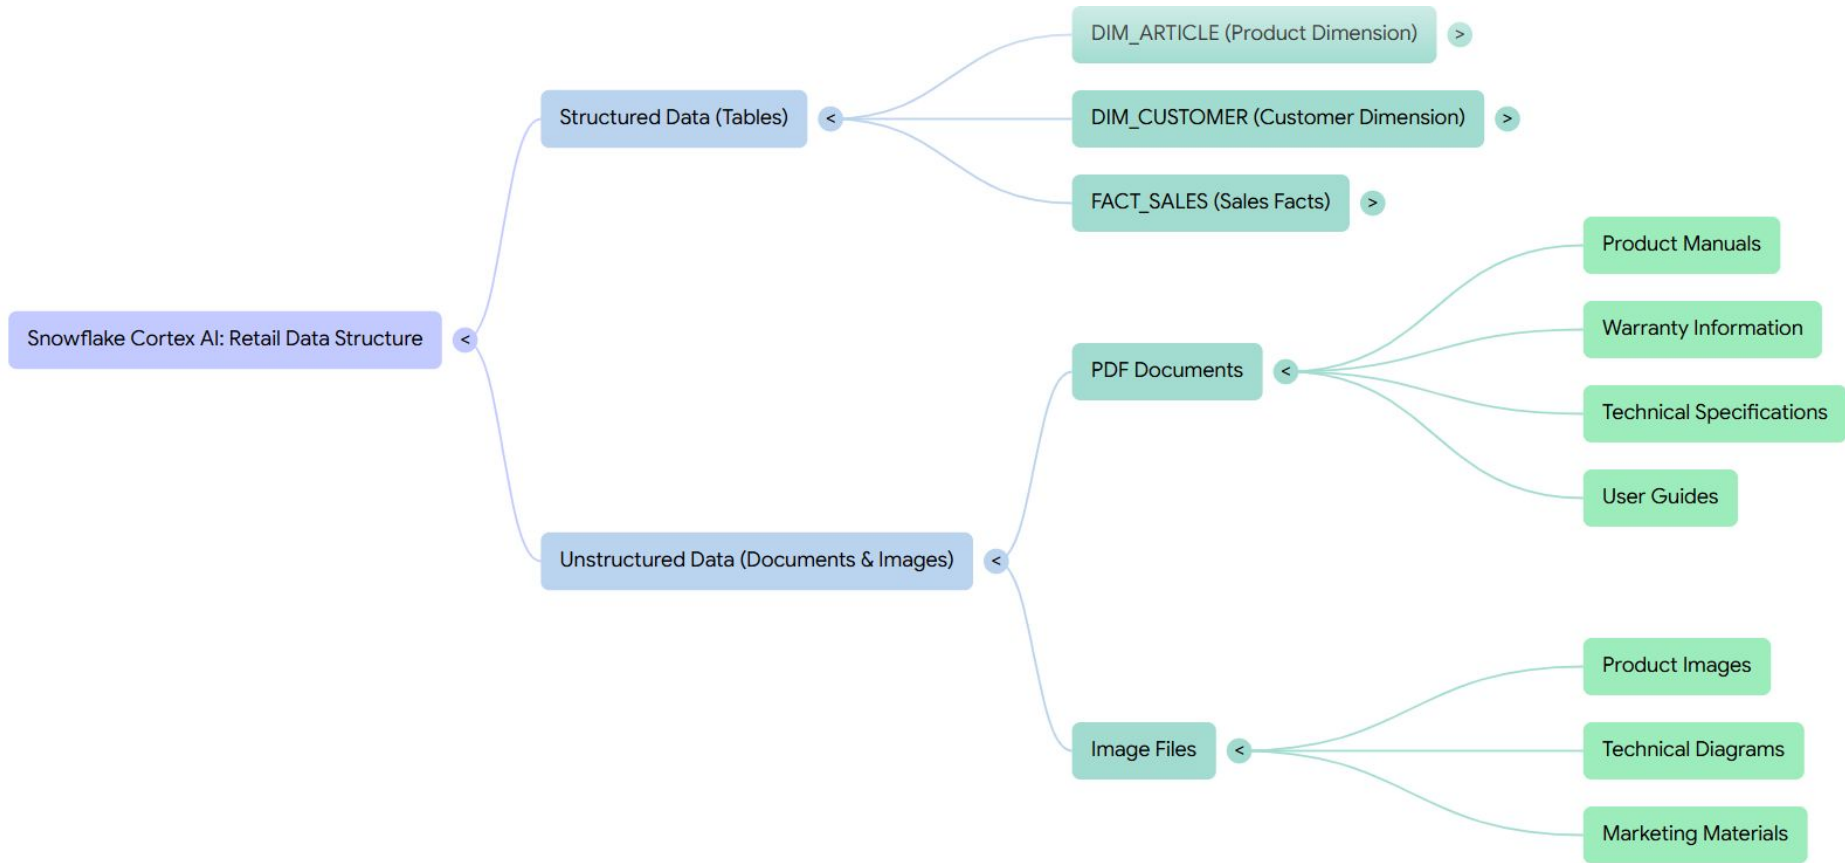 DIM_ARTICLE (Product Dimension) >
Structured Data (Tables) <
DIM_CUSTOMER (Customer Dimension) >
FACT_SALES (Sales Facts) >
Snowflake Cortex AI: Retail Data Structure <
Product Manuals
Warranty Information
PDF Documents <
Technical Specifications
User Guides
Unstructured Data (Documents & Images) <
Product Images
Image Files <
Technical Diagrams
Marketing Materials